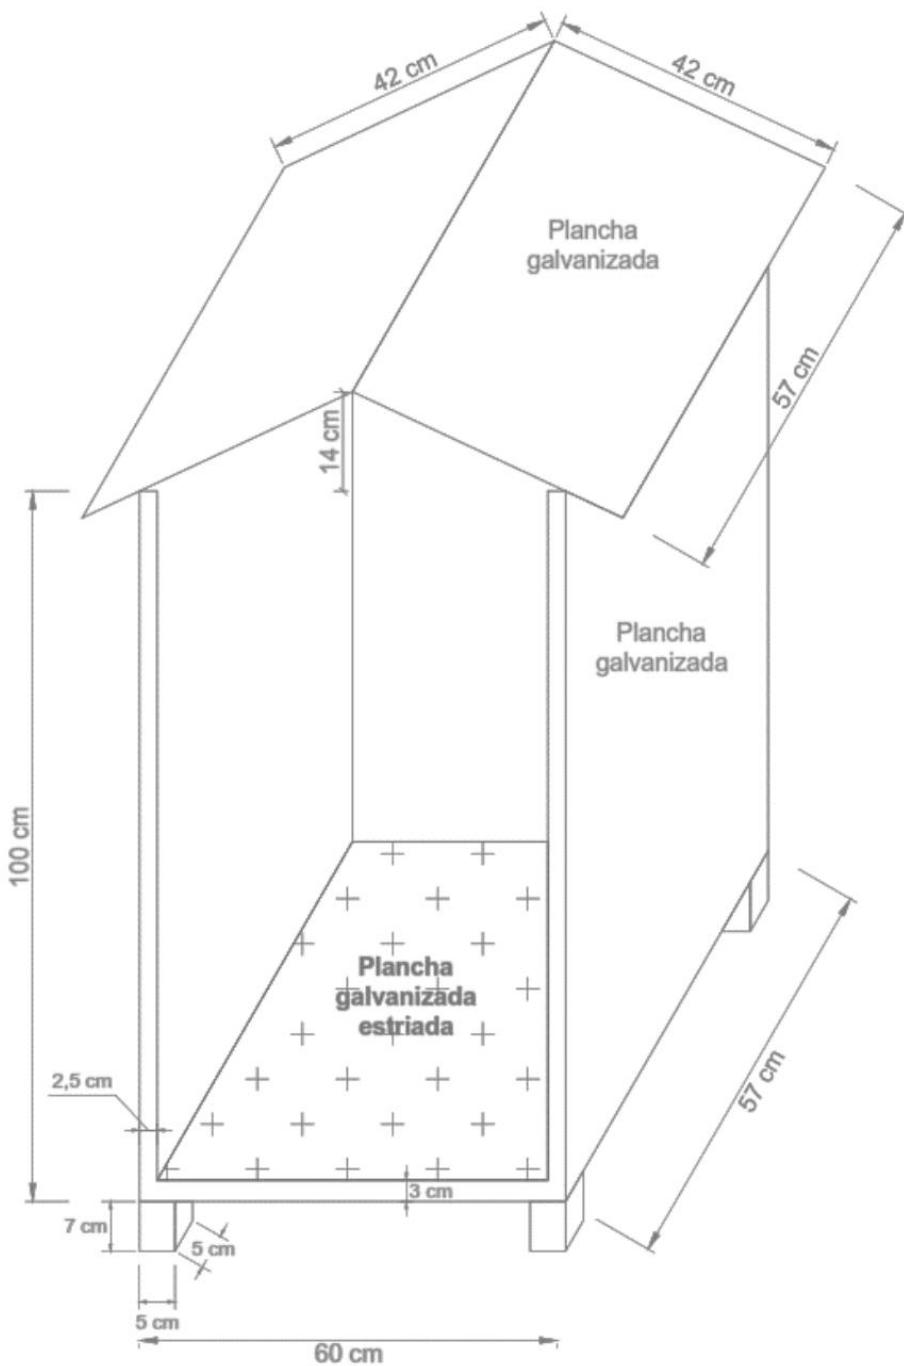 42 cm
42 cm
Plancha
galvanizada
57 cm
14 cm
Plancha
galvanizada
100 cm
Plancha
galvanizada
estriada
2,5 cm
57 cm
3 cm
7 cm
5 cm
5 cm
60 cm